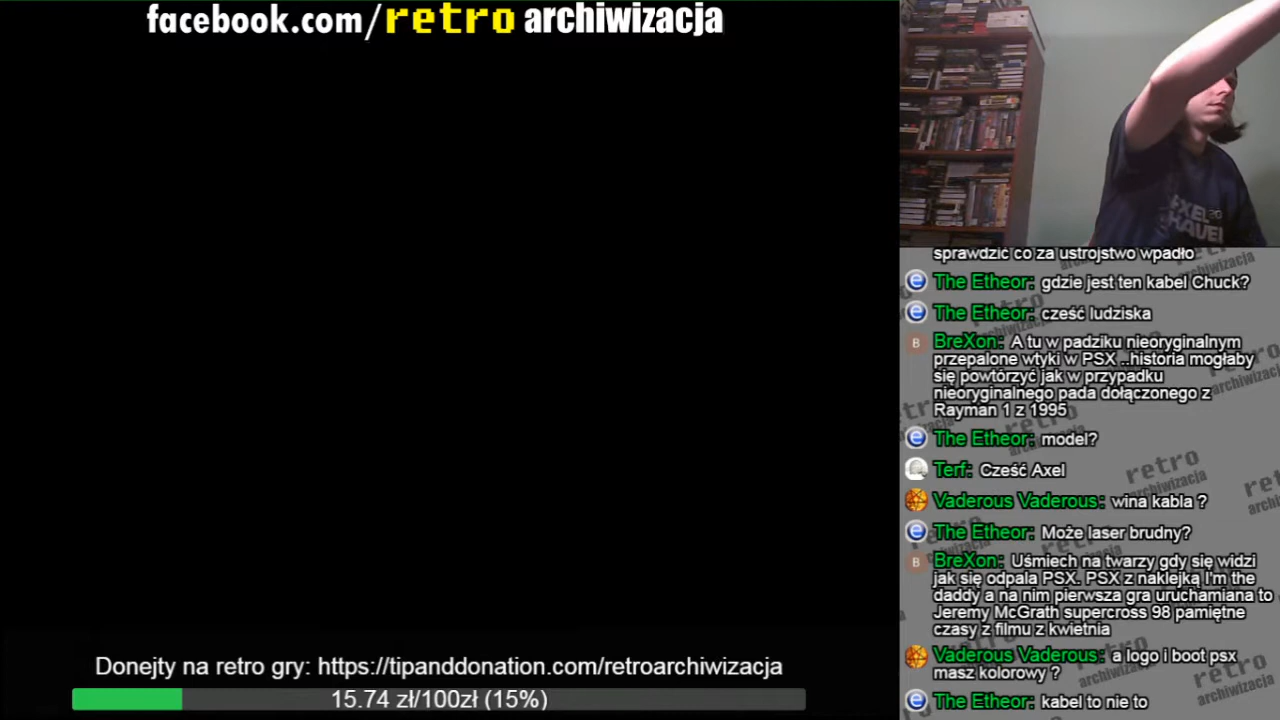 facebook.com/retro archiwizacja
sprawdzić co za ustrojstwo wpadło
The Etheor: gdzie jest ten kabel Chuck?
The Etheor: cześć ludziska
BreXon: A tu w padziku nieoryginalnym
przepalone wtyki w PSX ..historia mogłaby
się powtórzyć jak w przypadku
nieoryginalnego pada dołączonego z
Rayman 1 z 1995
The Etheor: model?
Terf: Cześć Axel
Vaderous Vaderous: wina kabla ?
The Etheor: Może laser brudny?
BreXon: Uśmiech na twarzy gdy się widzi
jak się odpala PSX. PSX z naklejką I'm the
daddy a na nim pierwsza gra uruchamiana to
Jeremy McGrath supercross 98 pamiętne
czasy z filmu z kwietnia
Vaderous Vaderous: a logo i boot psx
masz kolorowy ?
The Etheor: kabel to nie to
Donejty na retro gry: https://tipanddonation.com/retroarchiwizacja
15.74 zł/100zł (15%)